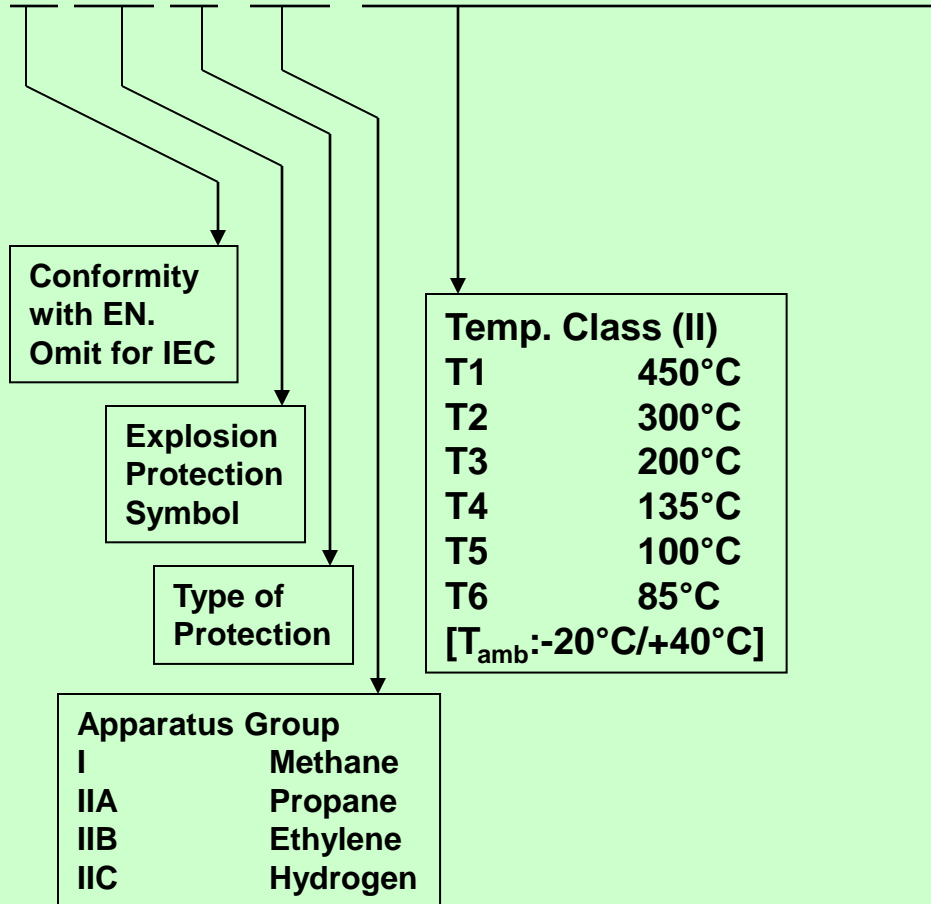 Conformity
with EN.
Omit for IEC
Explosion
Protection
Symbol
Type of
Protection
Apparatus Group
I Methane
IIA Propane
IIB Ethylene
IIC Hydrogen
Temp. Class (II)
T1 450°C
T2 300°C
T3 200°C
T4 135°C
T5 100°C
T6 85°C
[Tamb:-20°C/+40°C]